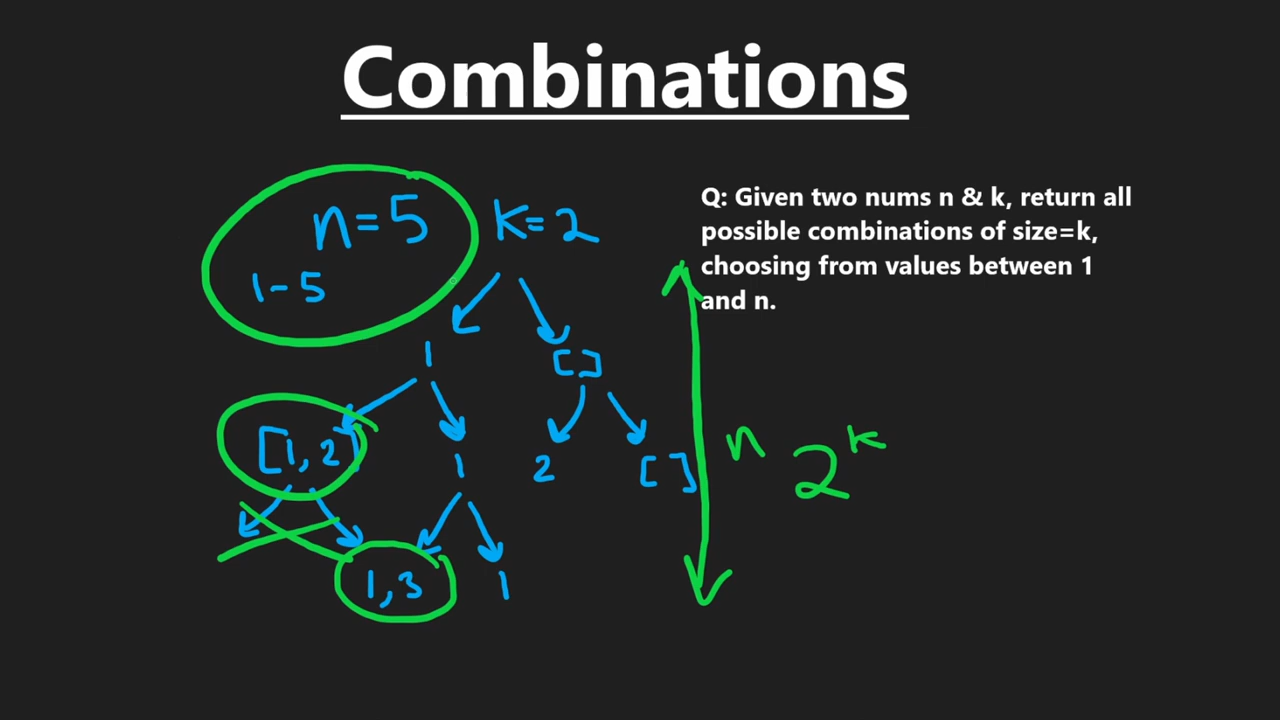 Combinations
n=5 k=2
1-5
Q: Given two nums n & k, return all
possible combinations of size=k,
choosing from values between 1
and n.
1 []
[1,2] 1 2 [] n 2^k
1,3 1